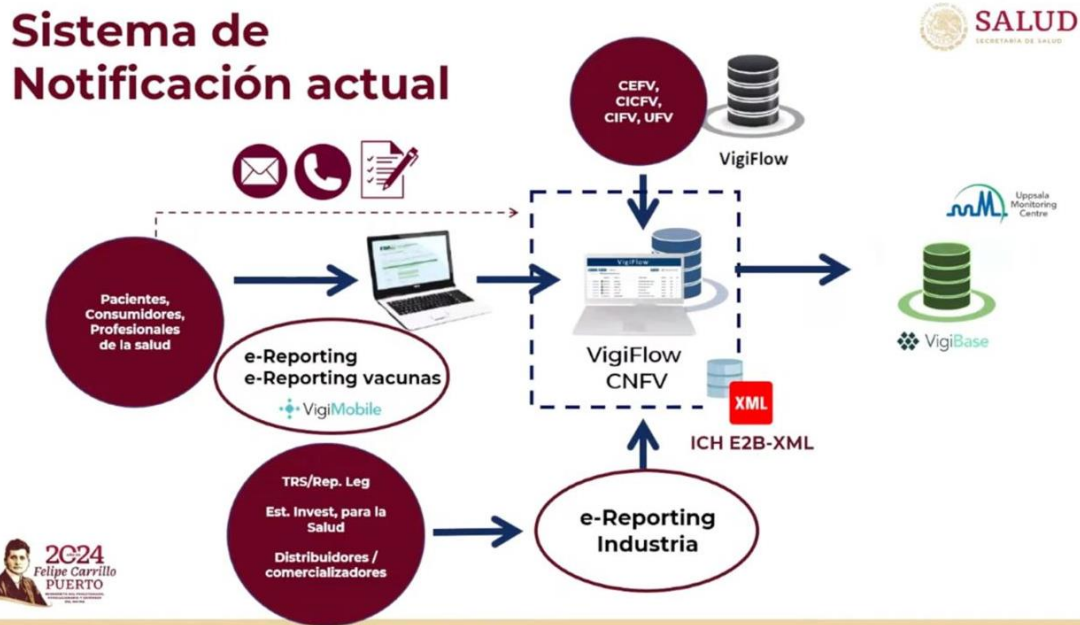 Sistema de
Notificación actual
SALUD
SECRETARÍA DE SALUD
CEFV,
CICFV,
CIFV, UFV
VigiFlow
Uppsala
Monitoring
Centre
Pacientes,
Consumidores,
Profesionales
de la salud
VigiFlow
e-Reporting
e-Reporting vacunas
VigiMobile
VigiFlow
CNFV
VigiBase
XML
ICH E2B-XML
TRS/Rep. Leg
Est. Invest, para la
Salud
Distribuidores /
comercializadores
e-Reporting
Industria
2024
Felipe Carrillo
PUERTO